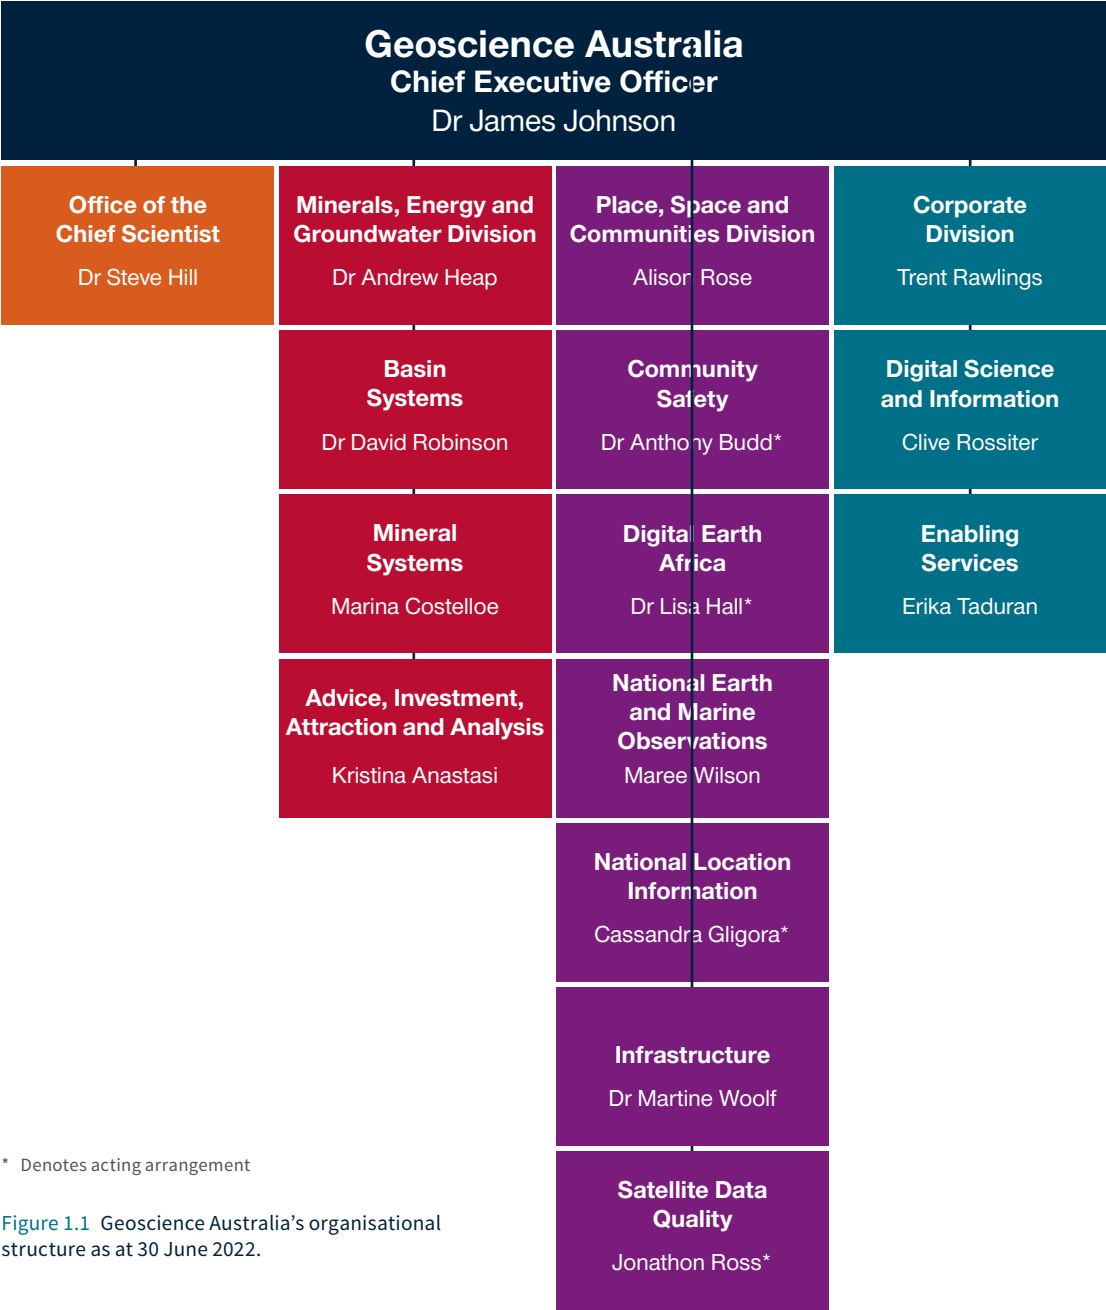 Geoscience Australia
Chief Executive Officer
Dr James Johnson
Office of the
Chief Scientist
Dr Steve Hill
Minerals, Energy and
Groundwater Division
Dr Andrew Heap
Place, Space and
Communities Division
Alison Rose
Corporate
Division
Trent Rawlings
Basin
Systems
Dr David Robinson
Community
Safety
Dr Anthony Budd*
Digital Science
and Information
Clive Rossiter
Mineral
Systems
Marina Costelloe
Digital Earth
Africa
Dr Lisa Hall*
Enabling
Services
Erika Taduran
Advice, Investment,
Attraction and Analysis
Kristina Anastasi
National Earth
and Marine
Observations
Maree Wilson
National Location
Information
Cassandra Gligora*
Infrastructure
Dr Martine Woolf
Satellite Data
Quality
Jonathon Ross*
* Denotes acting arrangement
Figure 1.1 Geoscience Australia’s organisational
structure as at 30 June 2022.